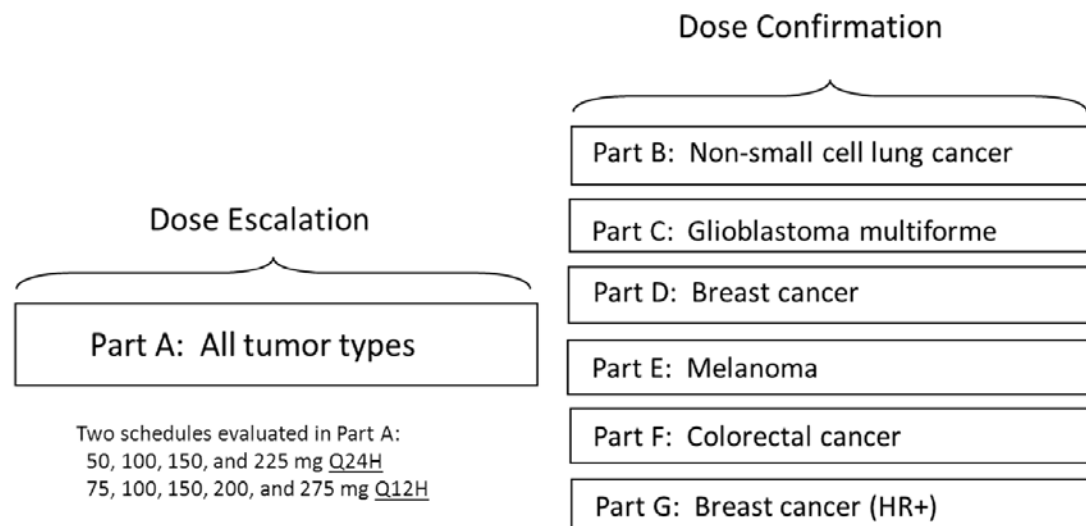 Dose Escalation
Part A: All tumor types
Two schedules evaluated in Part A:
50, 100, 150, and 225 mg Q24H
75, 100, 150, 200, and 275 mg Q12H
Dose Confirmation
Part B: Non-small cell lung cancer
Part C: Glioblastoma multiforme
Part D: Breast cancer
Part E: Melanoma
Part F: Colorectal cancer
Part G: Breast cancer (HR+)